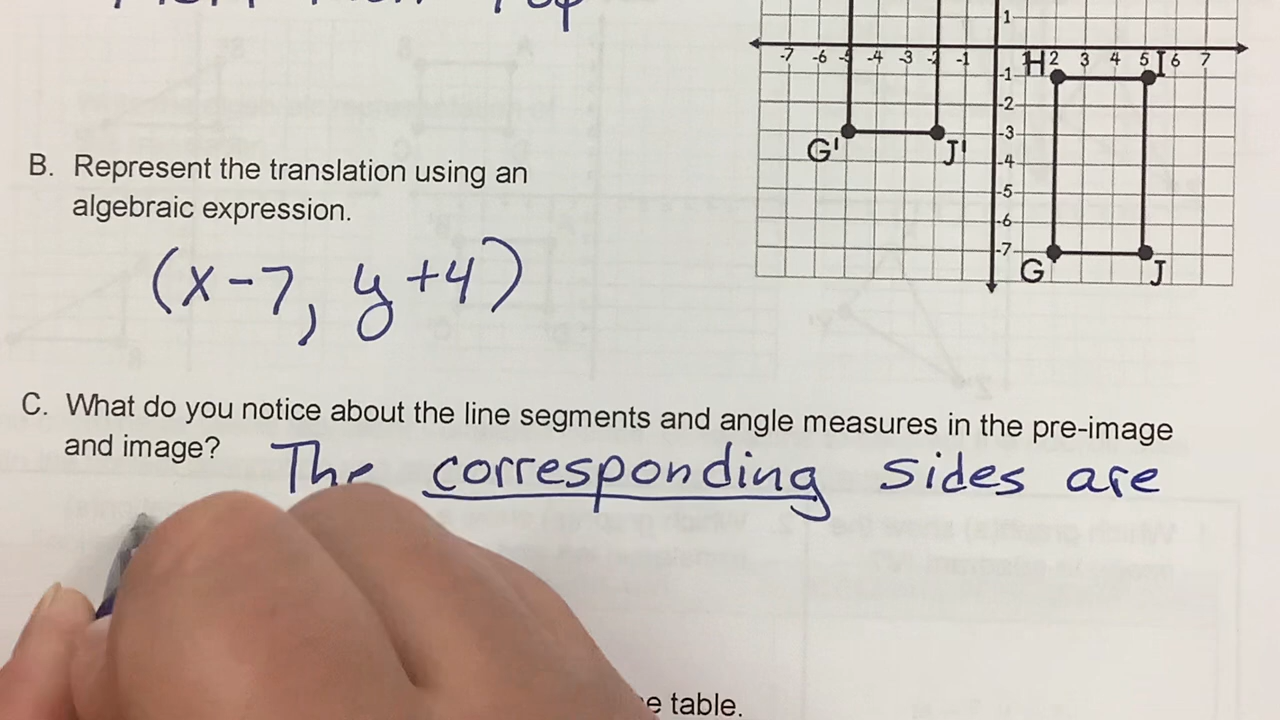 1
-7 -6 -5 -4 -3 -2 -1 H 2 3 4 5 I 6 7
-1
-2
-3
G' J'
-4
-5
-6
-7
G J
B. Represent the translation using an
algebraic expression.
(x-7, y+4)
C. What do you notice about the line segments and angle measures in the pre-image
and image? The corresponding sides are
table.